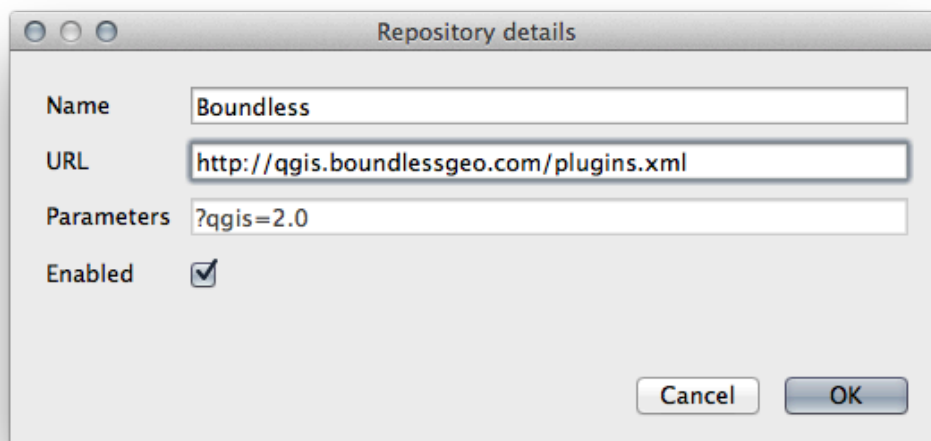 Repository details
Name Boundless
URL http://qgis.boundlessgeo.com/plugins.xml
Parameters ?qgis=2.0
Enabled
Cancel OK